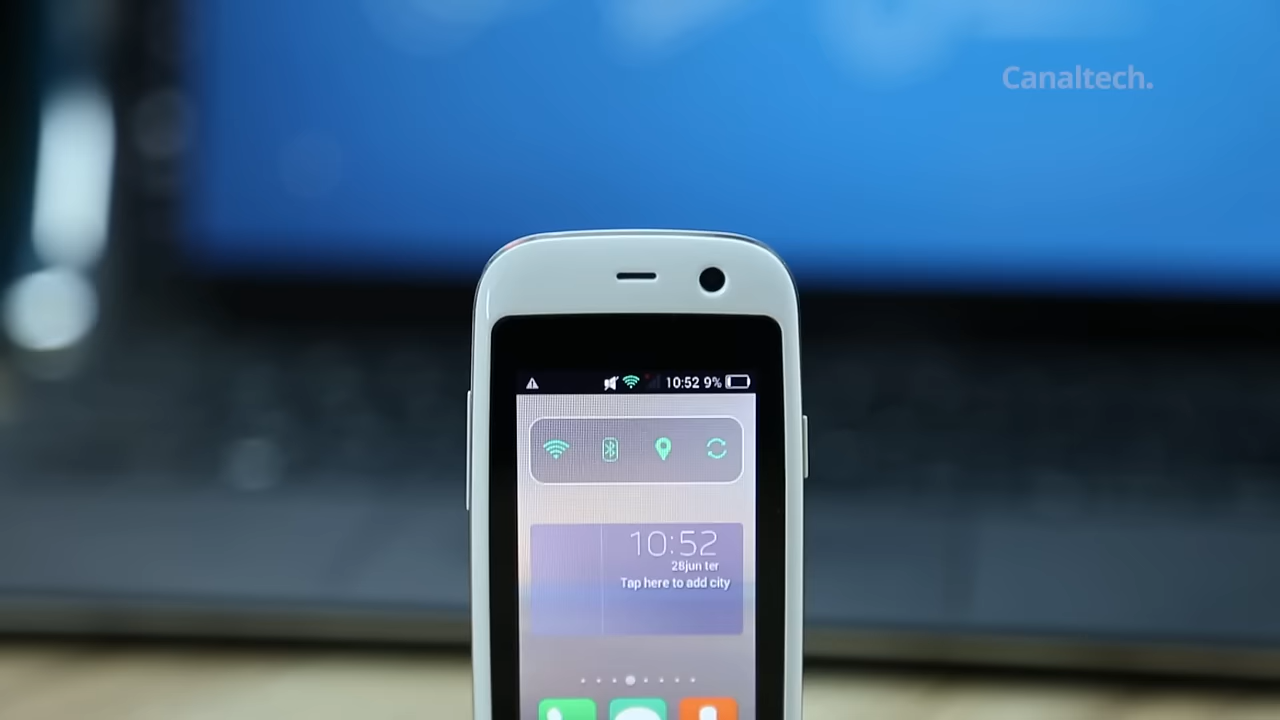 Canaltech.
10:52 9%
10:52
28jun ter
Tap here to add city